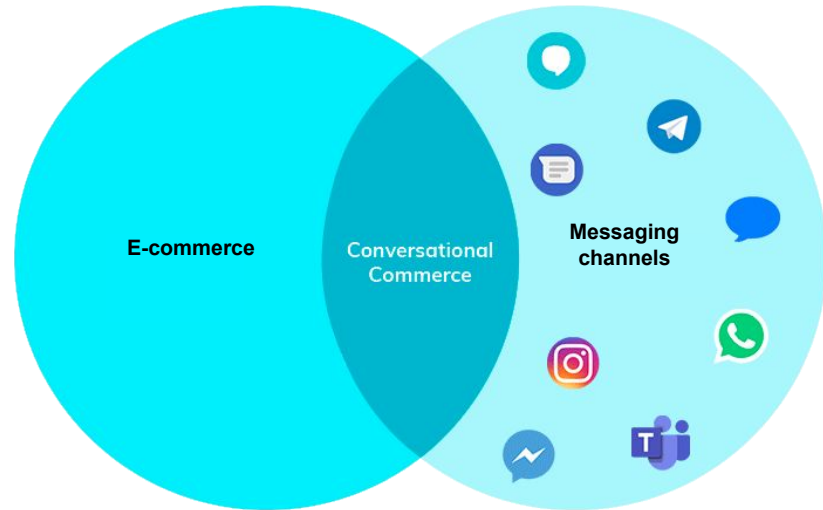 E-commerce
Conversational
Commerce
Messaging
channels
T